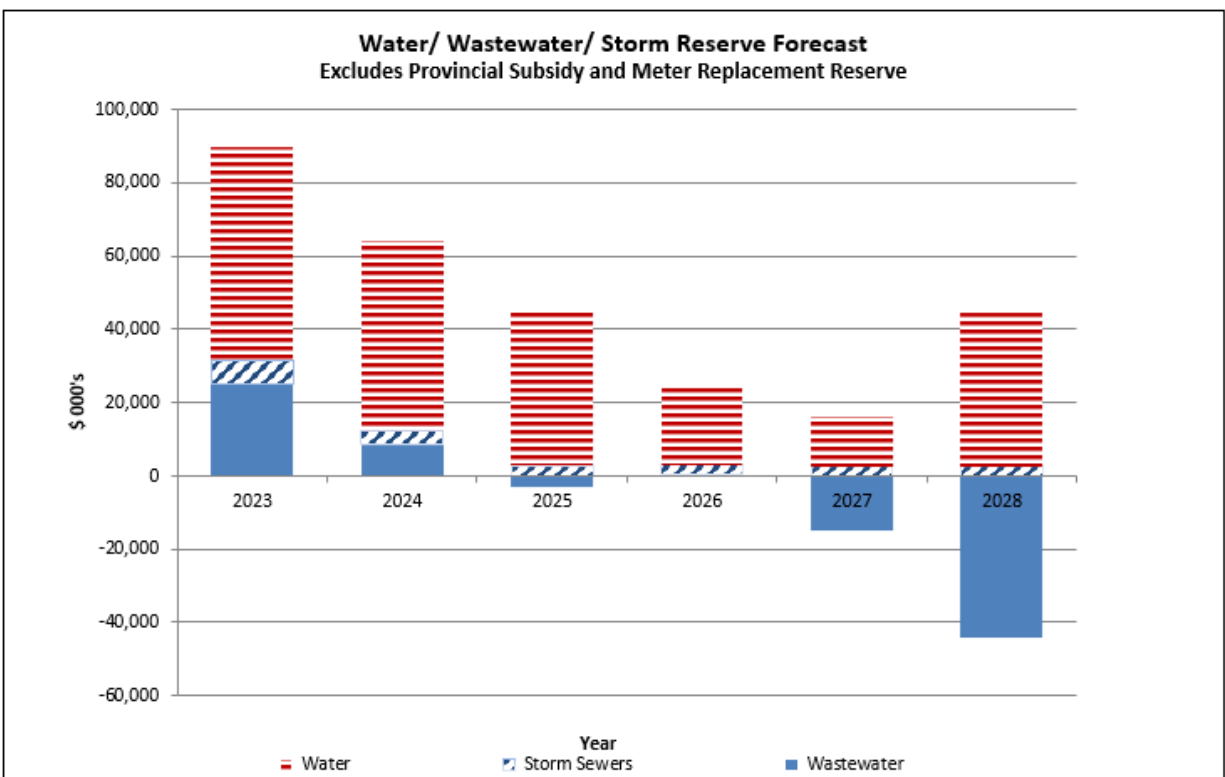 Water/ Wastewater/ Storm Reserve Forecast
Excludes Provincial Subsidy and Meter Replacement Reserve
100,000
80,000
60,000
40,000
20,000
0
-20,000
-40,000
-60,000
$ 000's
2023 2024 2025 2026 2027 2028
Year
Water Storm Sewers Wastewater